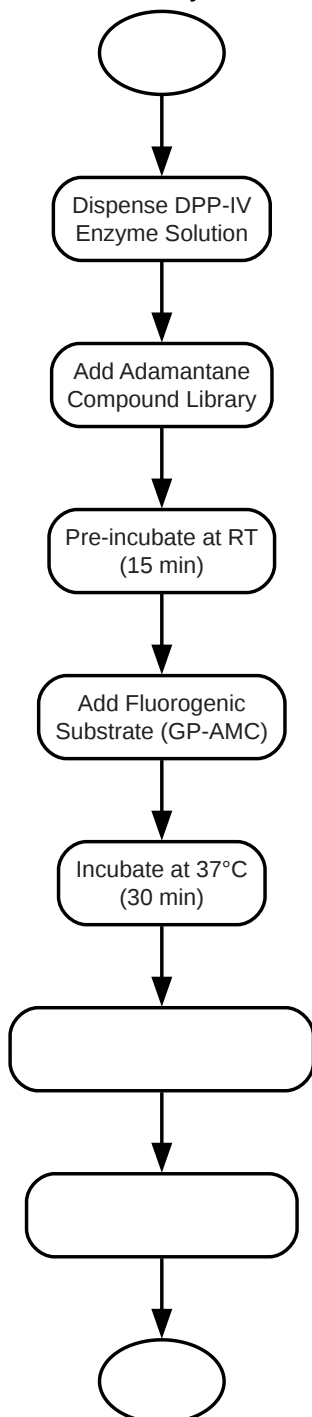 Dispense DPP-IV
Enzyme Solution
Add Adamantane
Compound Library
Pre-incubate at RT
(15 min)
Add Fluorogenic
Substrate (GP-AMC)
Incubate at 37°C
(30 min)